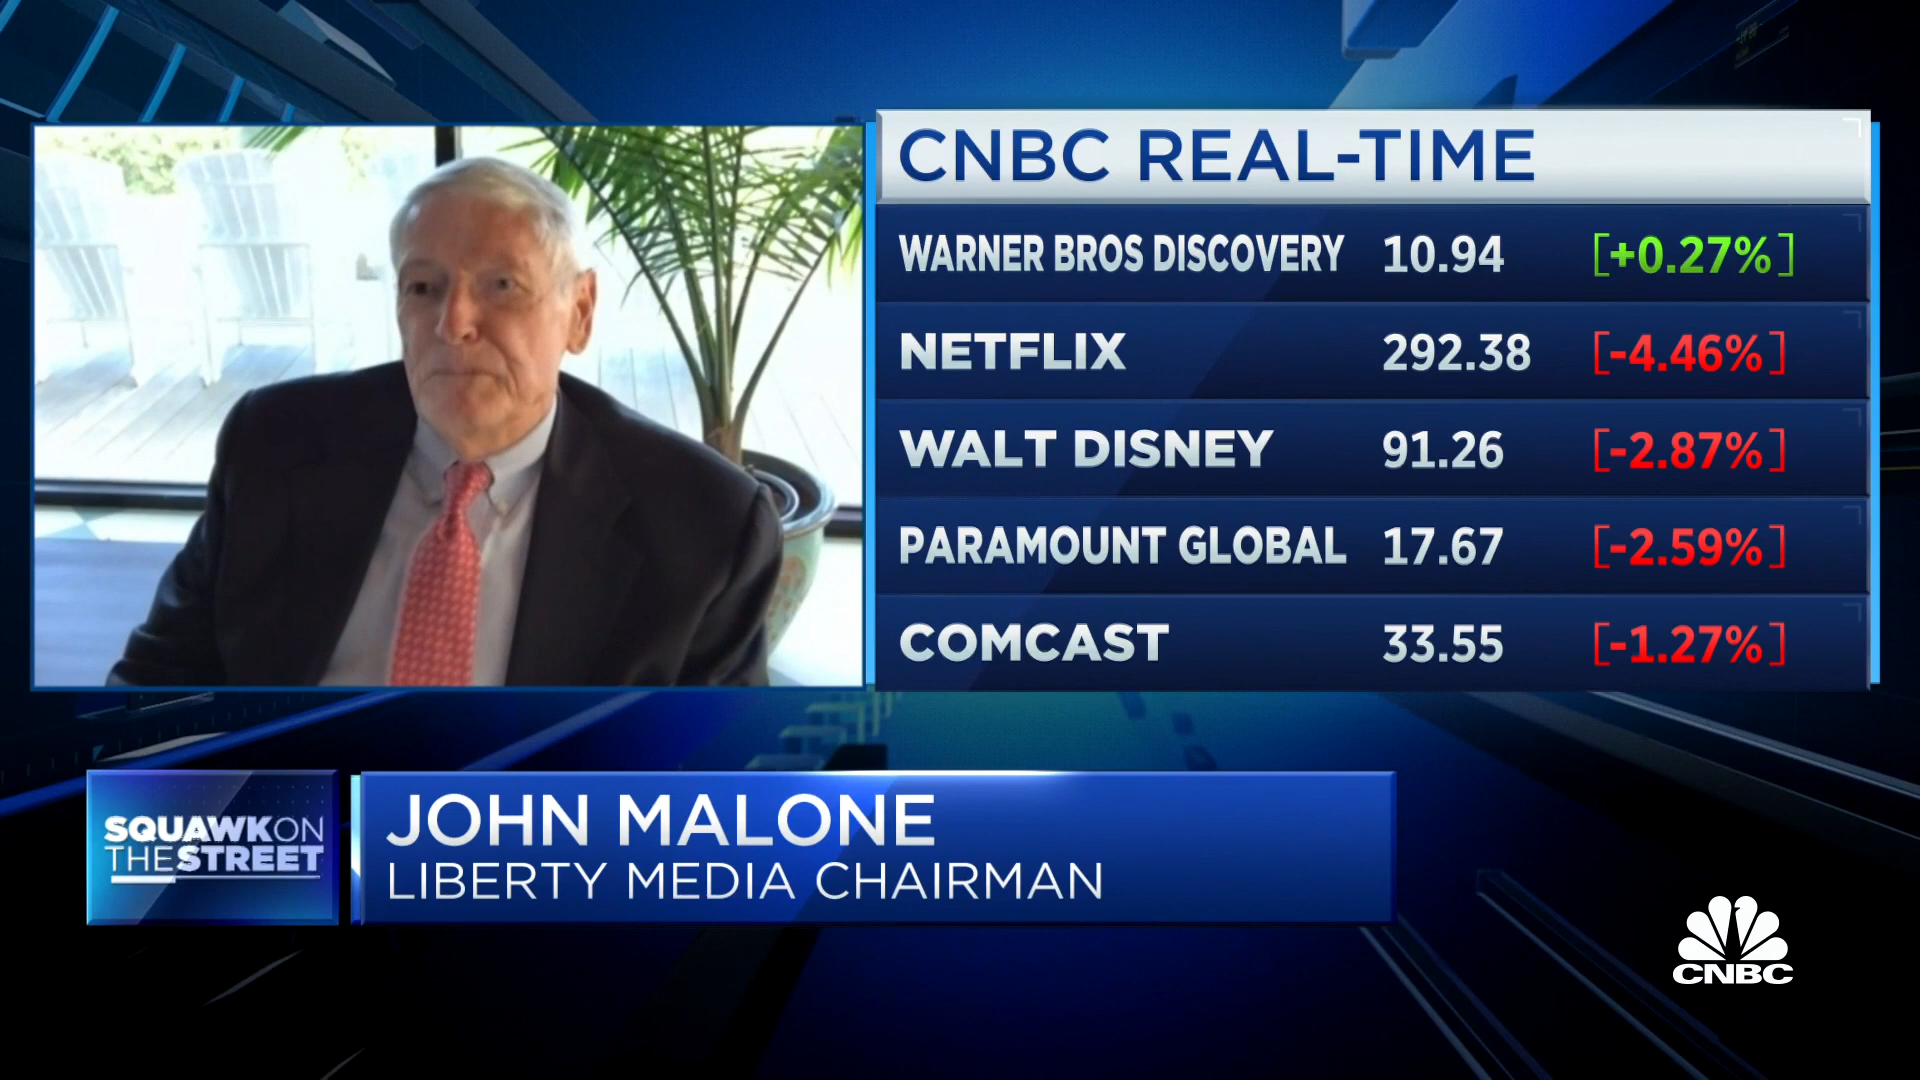 CNBC REAL-TIME
WARNER BROS DISCOVERY 10.94 [+0.27%]
NETFLIX 292.38 [-4.46%]
WALT DISNEY 91.26 [-2.87%]
PARAMOUNT GLOBAL 17.67 [-2.59%]
COMCAST 33.55 [-1.27%]
SQUAWK ON
THE STREET
JOHN MALONE
LIBERTY MEDIA CHAIRMAN
CNBC